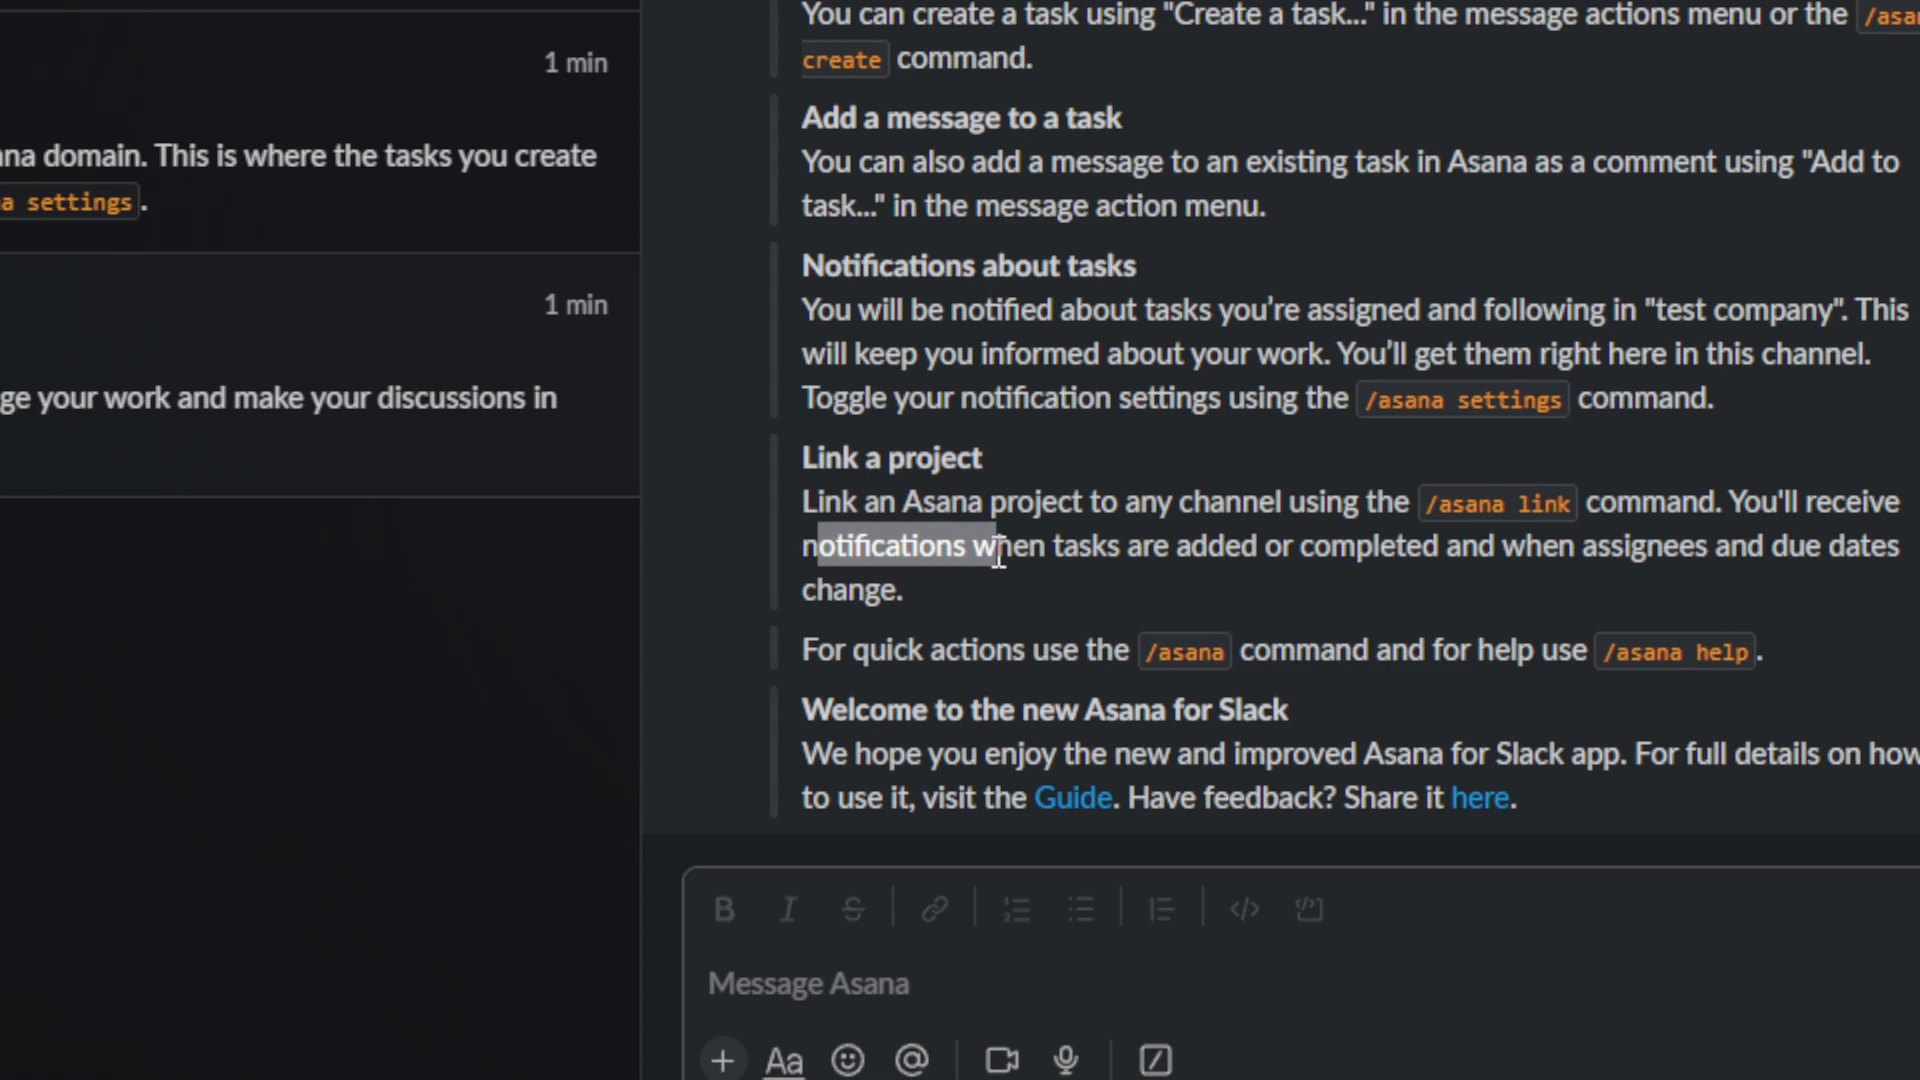 1 min
na domain. This is where the tasks you create
a settings.
1 min
ge your work and make your discussions in
You can create a task using "Create a task..." in the message actions menu or the /asa
create command.
Add a message to a task
You can also add a message to an existing task in Asana as a comment using "Add to
task..." in the message action menu.
Notifications about tasks
You will be notified about tasks you’re assigned and following in "test company". This
will keep you informed about your work. You’ll get them right here in this channel.
Toggle your notification settings using the /asana settings command.
Link a project
Link an Asana project to any channel using the /asana link command. You'll receive
notifications when tasks are added or completed and when assignees and due dates
change.
For quick actions use the /asana command and for help use /asana help.
Welcome to the new Asana for Slack
We hope you enjoy the new and improved Asana for Slack app. For full details on how
to use it, visit the Guide. Have feedback? Share it here.
B I S
Message Asana
Aa